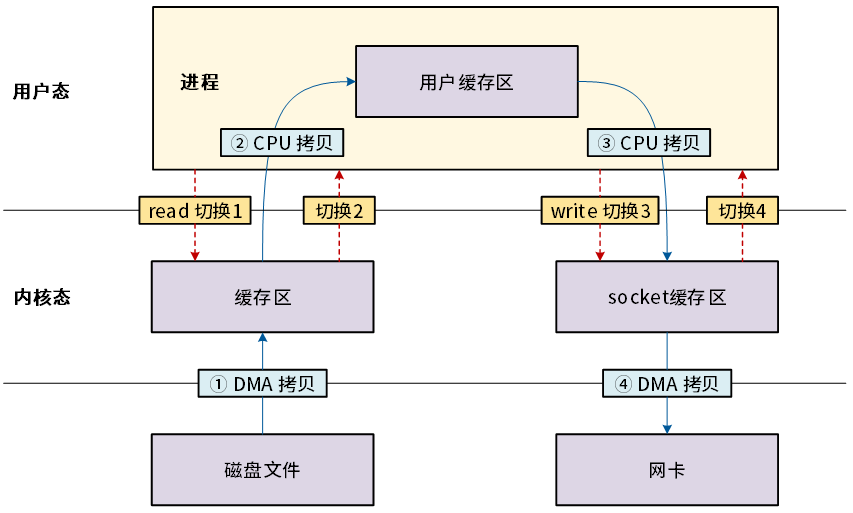 用户态
进程
用户缓存区
② CPU 拷贝
③ CPU 拷贝
read 切换1
切换2
write 切换3
切换4
内核态
缓存区
socket缓存区
① DMA 拷贝
④ DMA 拷贝
磁盘文件
网卡